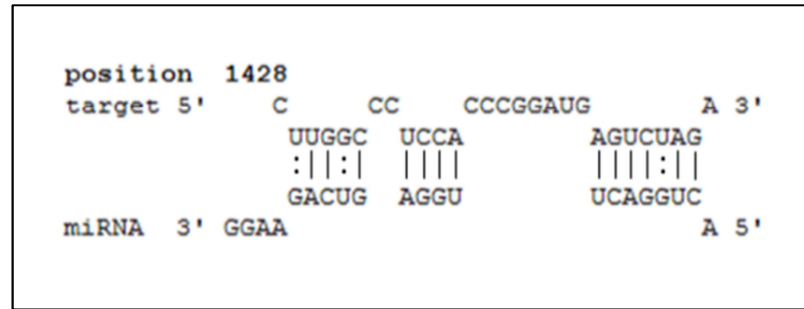 position  1428
target 5'    C     CC    CCCGGAUG       A 3'
              UUGGC  UCCA        AGUCUAG
              :||:|  ||||        ||||:||
              GACUG  AGGU        UCAGGUC
miRNA  3' GGAA                          A 5'